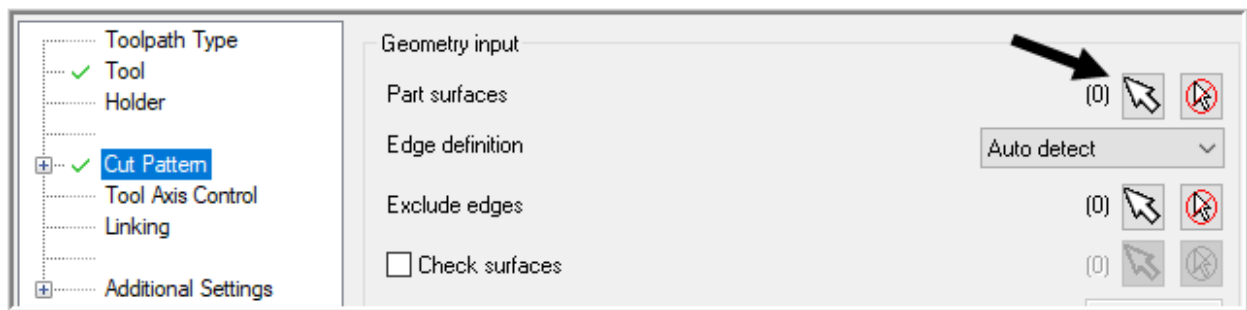 Toolpath Type
Tool
Holder
Cut Pattern
Tool Axis Control
Linking
Additional Settings
Geometry input
Part surfaces (0)
Edge definition Auto detect
Exclude edges (0)
Check surfaces (0)